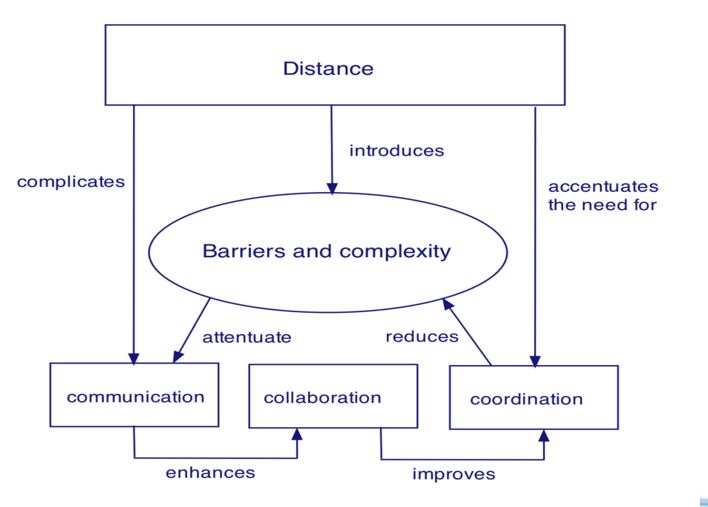 Distance
introduces
complicates
accentuates
the need for
Barriers and complexity
attentuate
reduces
communication
collaboration
coordination
enhances
improves